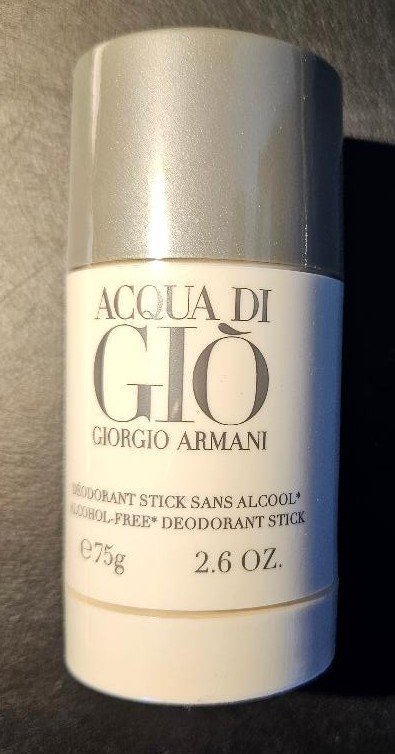 ACQUA DI
GIÒ
GIORGIO ARMANI
DÉODORANT STICK SANS ALCOOL*
ALCOHOL-FREE* DEODORANT STICK
℮75g 2.6 OZ.